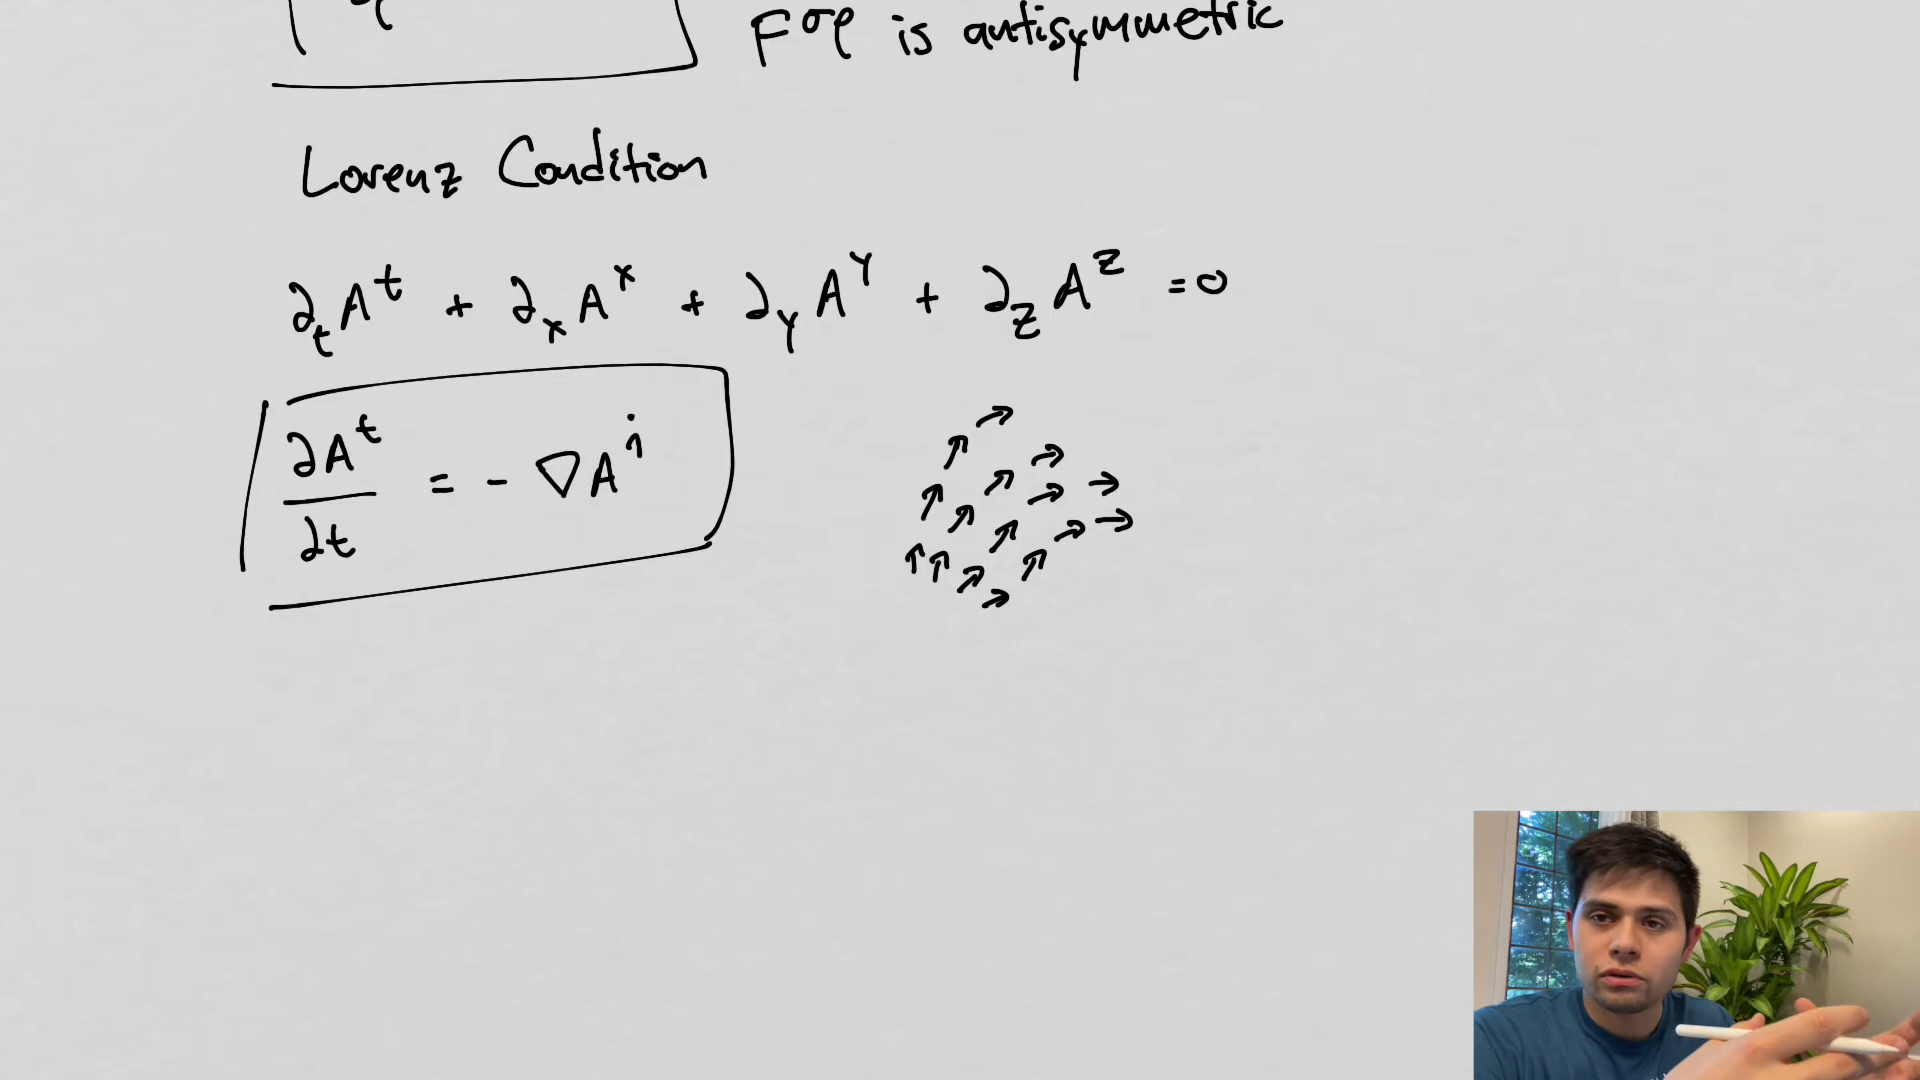 F^{σρ} is antisymmetric
Lorenz Condition
∂_t A^t + ∂_x A^x + ∂_y A^y + ∂_z A^z = 0
∂A^t/∂t = - ∇A^i